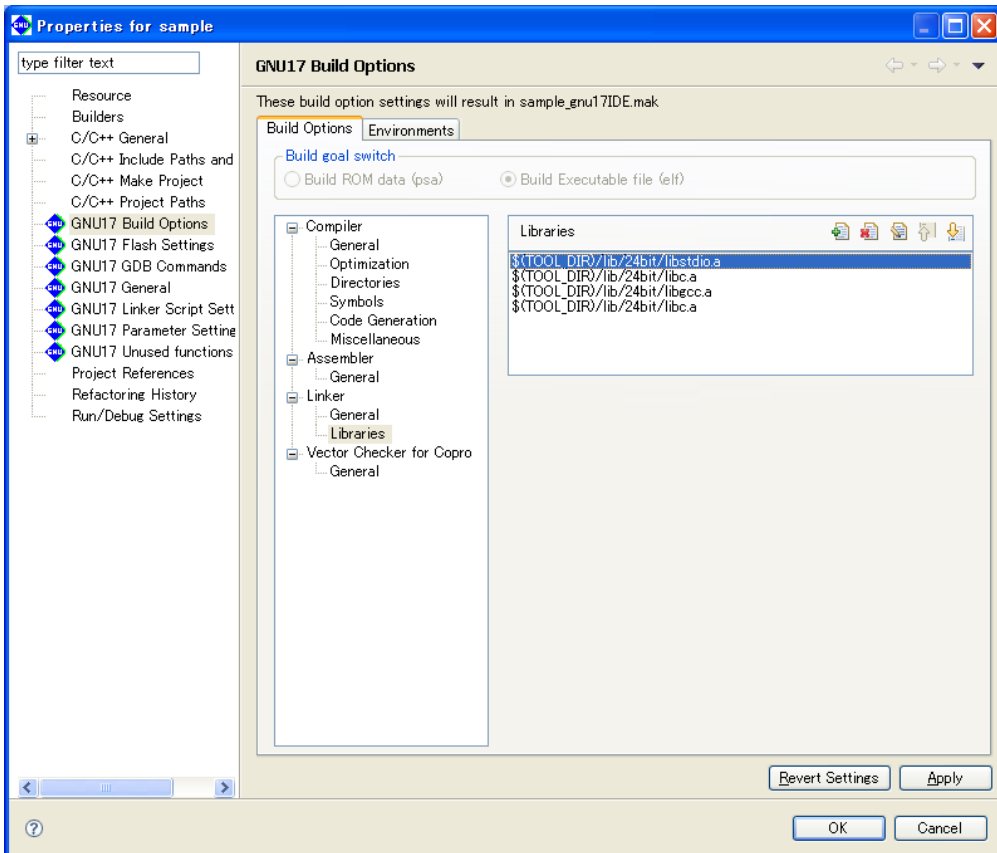 Properties for sample
type filter text
Resource
Builders
C/C++ General
C/C++ Include Paths and
C/C++ Make Project
C/C++ Project Paths
GNU17 Build Options
GNU17 Flash Settings
GNU17 GDB Commands
GNU17 General
GNU17 Linker Script Sett
GNU17 Parameter Setting
GNU17 Unused functions
Project References
Refactoring History
Run/Debug Settings
GNU17 Build Options
These build option settings will result in sample_gnu17IDE.mak
Build Options Environments
Build goal switch
Build ROM data (psa) Build Executable file (elf)
Compiler
General
Optimization
Directories
Symbols
Code Generation
Miscellaneous
Assembler
General
Linker
General
Libraries
Vector Checker for Copro
General
Libraries
$(TOOL_DIR)/lib/24bit/libstdio.a
$(TOOL_DIR)/lib/24bit/libc.a
$(TOOL_DIR)/lib/24bit/libgcc.a
$(TOOL_DIR)/lib/24bit/libc.a
Revert Settings Apply
OK Cancel